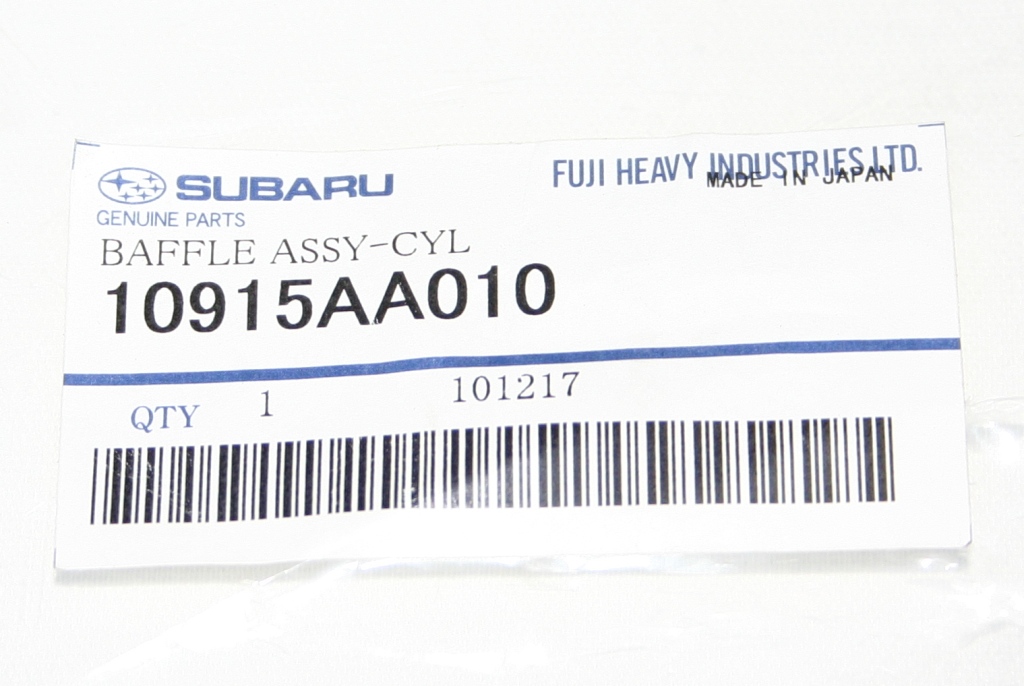 SUBARU
FUJI HEAVY INDUSTRIES LTD.
MADE IN JAPAN
GENUINE PARTS
BAFFLE ASSY-CYL
10915AA010
QTY 1 101217